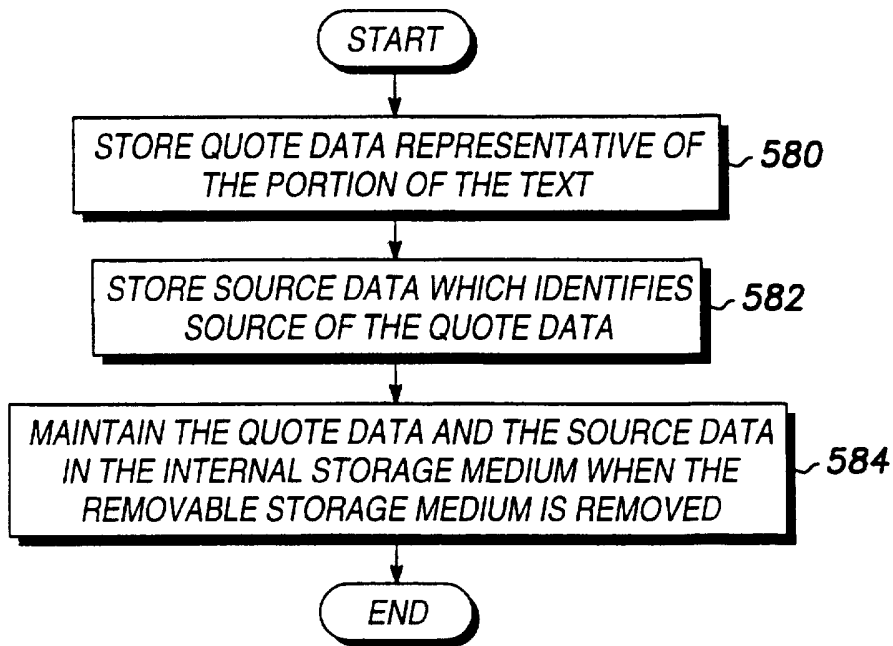 START
STORE QUOTE DATA REPRESENTATIVE OF
THE PORTION OF THE TEXT
580
STORE SOURCE DATA WHICH IDENTIFIES
SOURCE OF THE QUOTE DATA
582
MAINTAIN THE QUOTE DATA AND THE SOURCE DATA
IN THE INTERNAL STORAGE MEDIUM WHEN THE
REMOVABLE STORAGE MEDIUM IS REMOVED
584
END